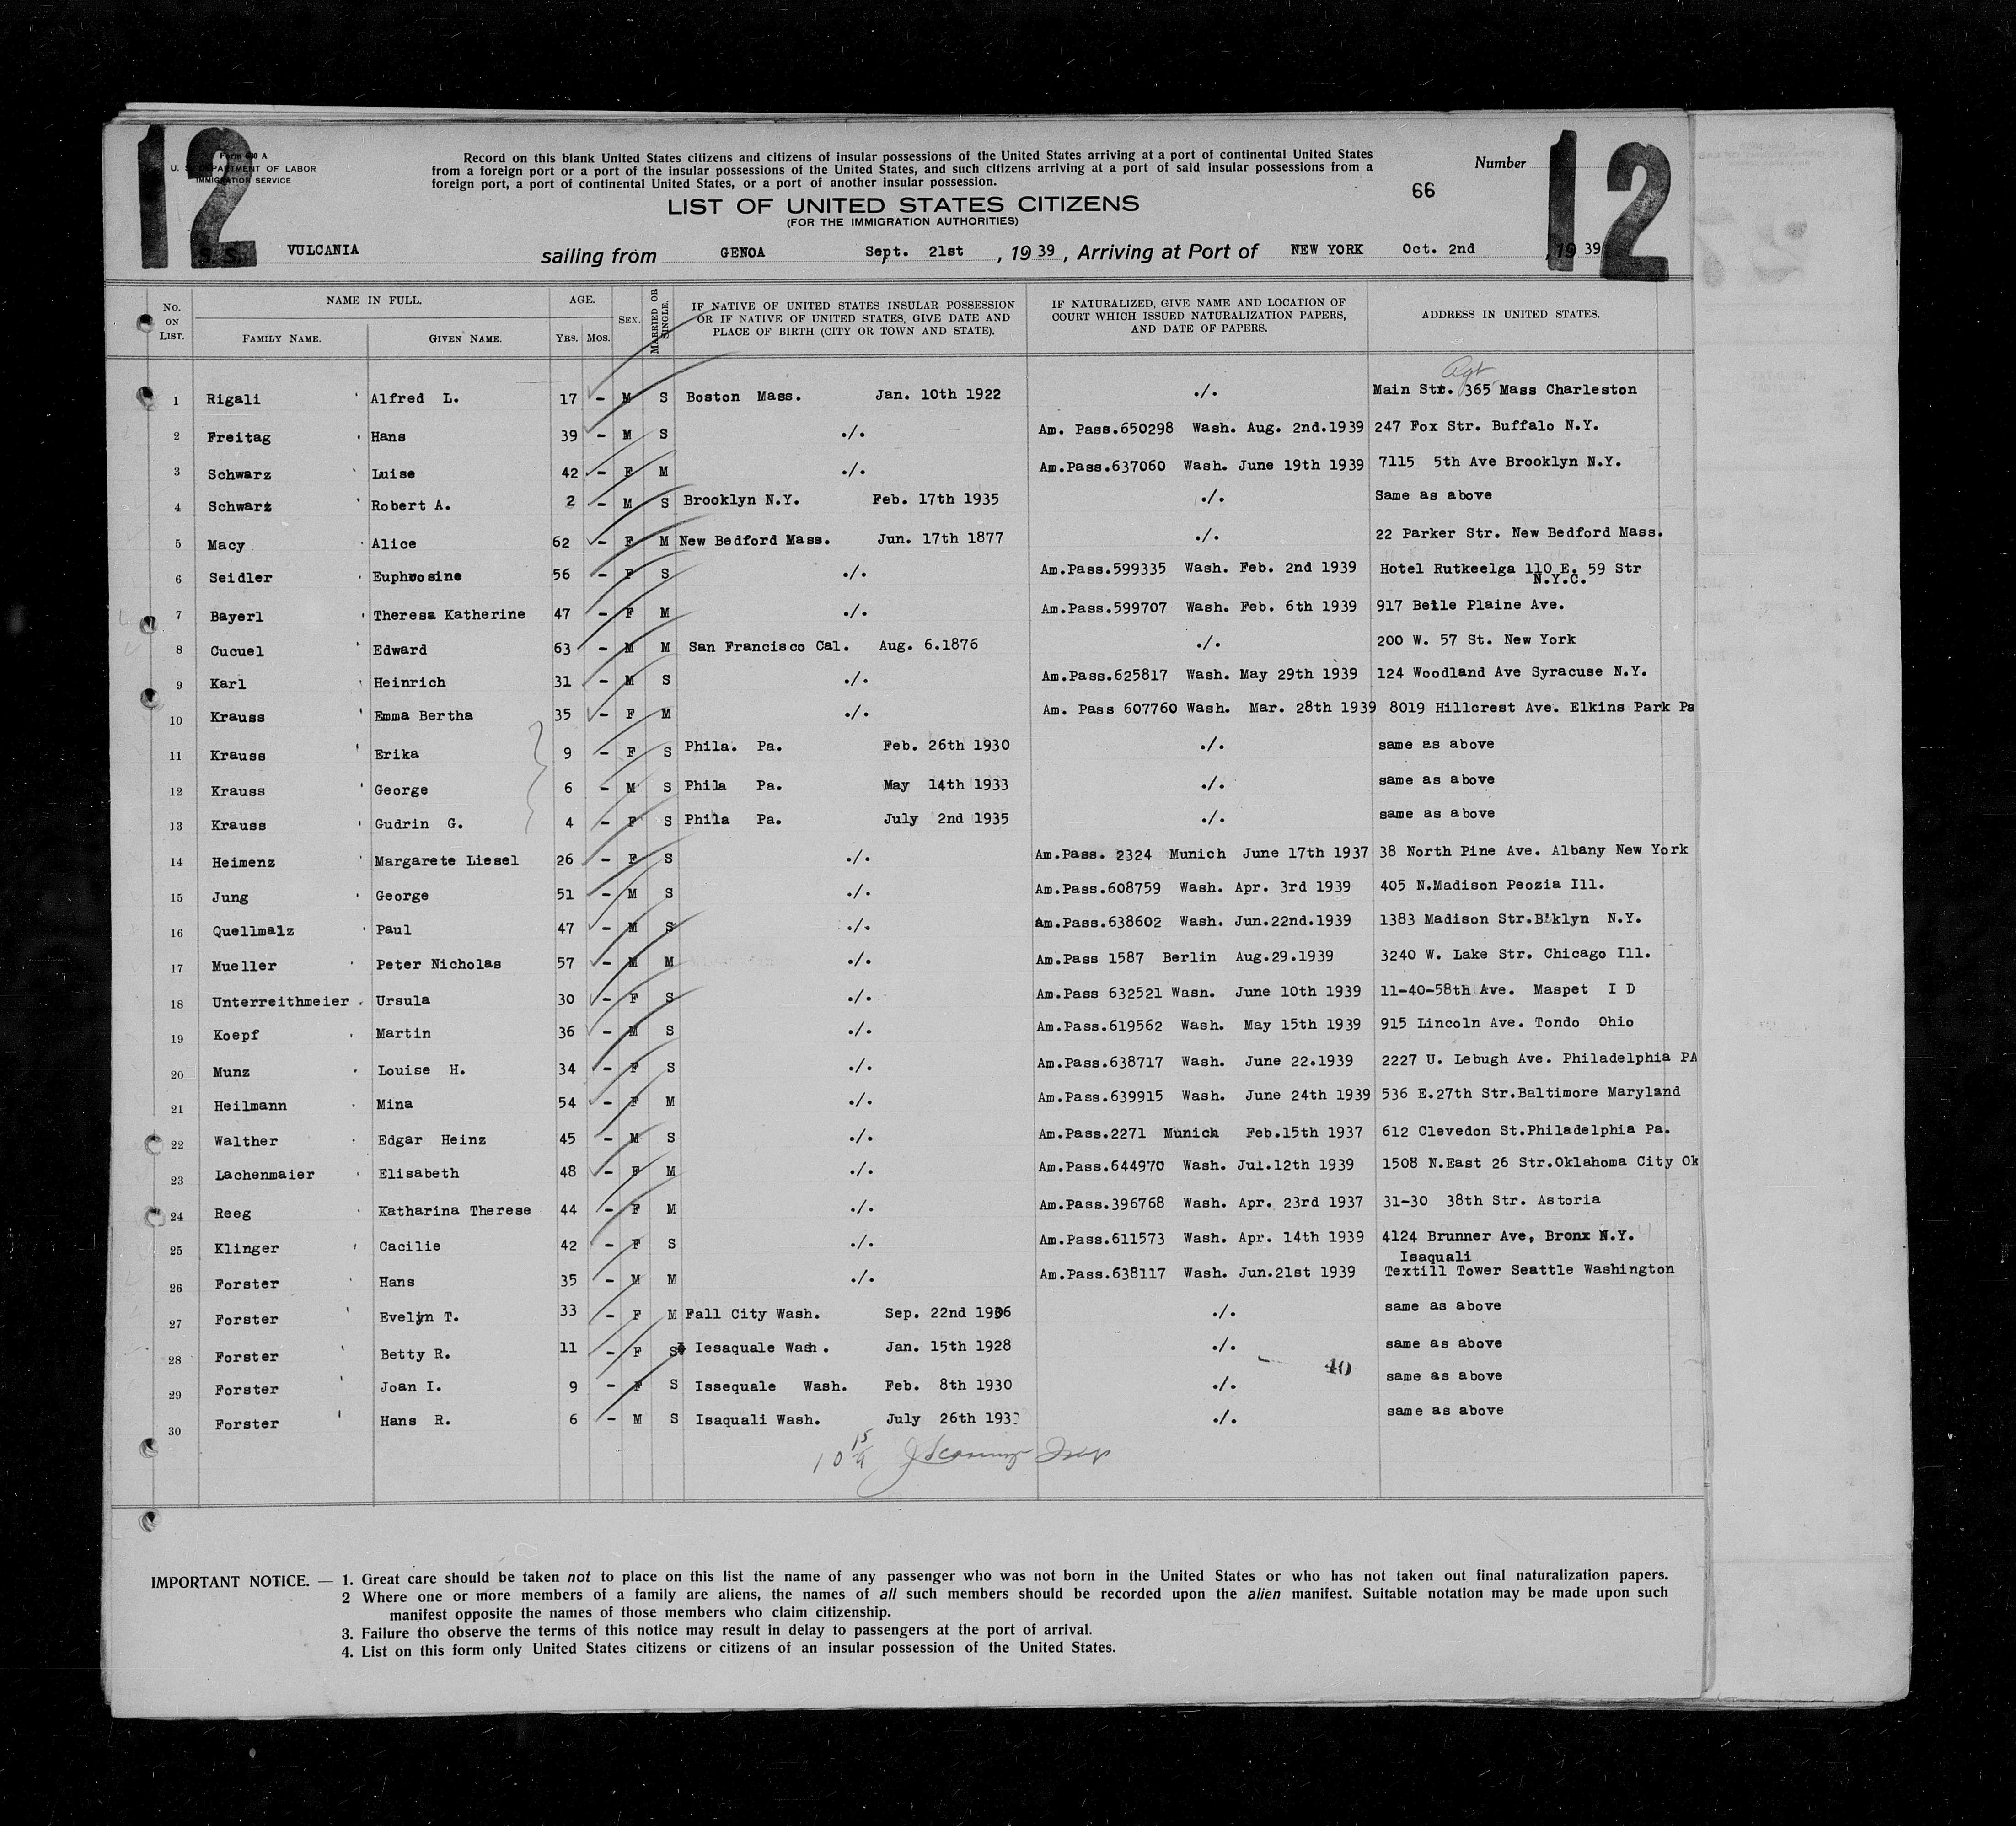 12
12
Form 630 A
U. S. DEPARTMENT OF LABOR
IMMIGRATION SERVICE
Record on this blank United States citizens and citizens of insular possessions of the United States arriving at a port of continental United States
from a foreign port or a port of the insular possessions of the United States, and such citizens arriving at a port of said insular possessions from a
foreign port, a port of continental United States, or a port of another insular possession.
Number
66
LIST OF UNITED STATES CITIZENS
(FOR THE IMMIGRATION AUTHORITIES)
S. S. VULCANIA sailing from GENOA Sept. 21st , 19 39 , Arriving at Port of NEW YORK Oct. 2nd , 19 39
No. ON LIST. NAME IN FULL. FAMILY NAME. GIVEN NAME. AGE. YRS. MOS. SEX. MARRIED OR SINGLE. IF NATIVE OF UNITED STATES INSULAR POSSESSION OR IF NATIVE OF UNITED STATES, GIVE DATE AND PLACE OF BIRTH (CITY OR TOWN AND STATE). IF NATURALIZED, GIVE NAME AND LOCATION OF COURT WHICH ISSUED NATURALIZATION PAPERS, AND DATE OF PAPERS. ADDRESS IN UNITED STATES.
Agt
1 Rigali Alfred L. 17 - M S Boston Mass. Jan. 10th 1922 ./. Main Str. 365 Mass Charleston
2 Freitag Hans 39 - M S ./. Am. Pass.650298 Wash. Aug. 2nd.1939 247 Fox Str. Buffalo N.Y.
3 Schwarz Luise 42 - F M ./. Am.Pass.637060 Wash. June 19th 1939 7115 5th Ave Brooklyn N.Y.
4 Schwarz Robert A. 2 - M S Brooklyn N.Y. Feb. 17th 1935 ./. Same as above
5 Macy Alice 62 - F M New Bedford Mass. Jun. 17th 1877 ./. 22 Parker Str. New Bedford Mass.
6 Seidler Euphrosine 56 - F S ./. Am.Pass.599335 Wash. Feb. 2nd 1939 Hotel Rutkeelga 110 E. 59 Str
N.Y.C.
7 Bayerl Theresa Katherine 47 - F M ./. Am.Pass.599707 Wash. Feb. 6th 1939 917 Belle Plaine Ave.
8 Cucuel Edward 63 - M M San Francisco Cal. Aug. 6.1876 ./. 200 W. 57 St. New York
9 Karl Heinrich 31 - M S ./. Am.Pass.625817 Wash. May 29th 1939 124 Woodland Ave Syracuse N.Y.
10 Krauss Emma Bertha 35 - F M ./. Am. Pass 607760 Wash. Mar. 28th 1939 8019 Hillcrest Ave. Elkins Park Pa
11 Krauss Erika 9 - F S Phila. Pa. Feb. 26th 1930 ./. same as above
12 Krauss George 6 - M S Phila Pa. May 14th 1933 ./. same as above
13 Krauss Gudrin G. 4 - F S Phila Pa. July 2nd 1935 ./. same as above
14 Heimenz Margarete Liesel 26 - F S ./. Am.Pass. 2324 Munich June 17th 1937 38 North Pine Ave. Albany New York
15 Jung George 51 - M S ./. Am.Pass.608759 Wash. Apr. 3rd 1939 405 N.Madison Peozia Ill.
16 Quellmalz Paul 47 - M S ./. Am.Pass.638602 Wash. Jun.22nd.1939 1383 Madison Str.B'klyn N.Y.
17 Mueller Peter Nicholas 57 - M M ./. Am.Pass 1587 Berlin Aug.29.1939 3240 W. Lake Str. Chicago Ill.
18 Unterreithmeier Ursula 30 - F S ./. Am.Pass 632521 Wash. June 10th 1939 11-40-58th Ave. Maspet I D
19 Koepf Martin 36 - M S ./. Am.Pass.619562 Wash. May 15th 1939 915 Lincoln Ave. Tondo Ohio
20 Munz Louise H. 34 - F S ./. Am.Pass.638717 Wash. June 22.1939 2227 U. Lebugh Ave. Philadelphia PA
21 Heilmann Mina 54 - F M ./. Am.Pass.639915 Wash. June 24th 1939 536 E.27th Str.Baltimore Maryland
22 Walther Edgar Heinz 45 - M S ./. Am.Pass.2271 Munich Feb.15th 1937 612 Clevedon St.Philadelphia Pa.
23 Lachenmaier Elisabeth 48 - F M ./. Am.Pass.644970 Wash. Jul.12th 1939 1508 N.East 26 Str.Oklahoma City Ok
24 Reeg Katharina Therese 44 - F M ./. Am.Pass.396768 Wash. Apr. 23rd 1937 31-30 38th Str. Astoria
25 Klinger Cacilie 42 - F S ./. Am.Pass.611573 Wash. Apr. 14th 1939 4124 Brunner Ave, Bronx N.Y.
Isaquali
26 Forster Hans 35 - M M ./. Am.Pass.638117 Wash. Jun.21st 1939 Textill Tower Seattle Washington
27 Forster Evelyn T. 33 - F M Fall City Wash. Sep. 22nd 1906 ./. same as above
28 Forster Betty R. 11 - F S Iesaquale Wash. Jan. 15th 1928 ./. same as above
40
29 Forster Joan I. 9 - F S Issequale Wash. Feb. 8th 1930 ./. same as above
30 Forster Hans R. 6 - M S Isaquali Wash. July 26th 193 ./. same as above
IMPORTANT NOTICE. — 1. Great care should be taken not to place on this list the name of any passenger who was not born in the United States or who has not taken out final naturalization papers.
2 Where one or more members of a family are aliens, the names of all such members should be recorded upon the alien manifest. Suitable notation may be made upon such
manifest opposite the names of those members who claim citizenship.
3. Failure tho observe the terms of this notice may result in delay to passengers at the port of arrival.
4. List on this form only United States citizens or citizens of an insular possession of the United States.